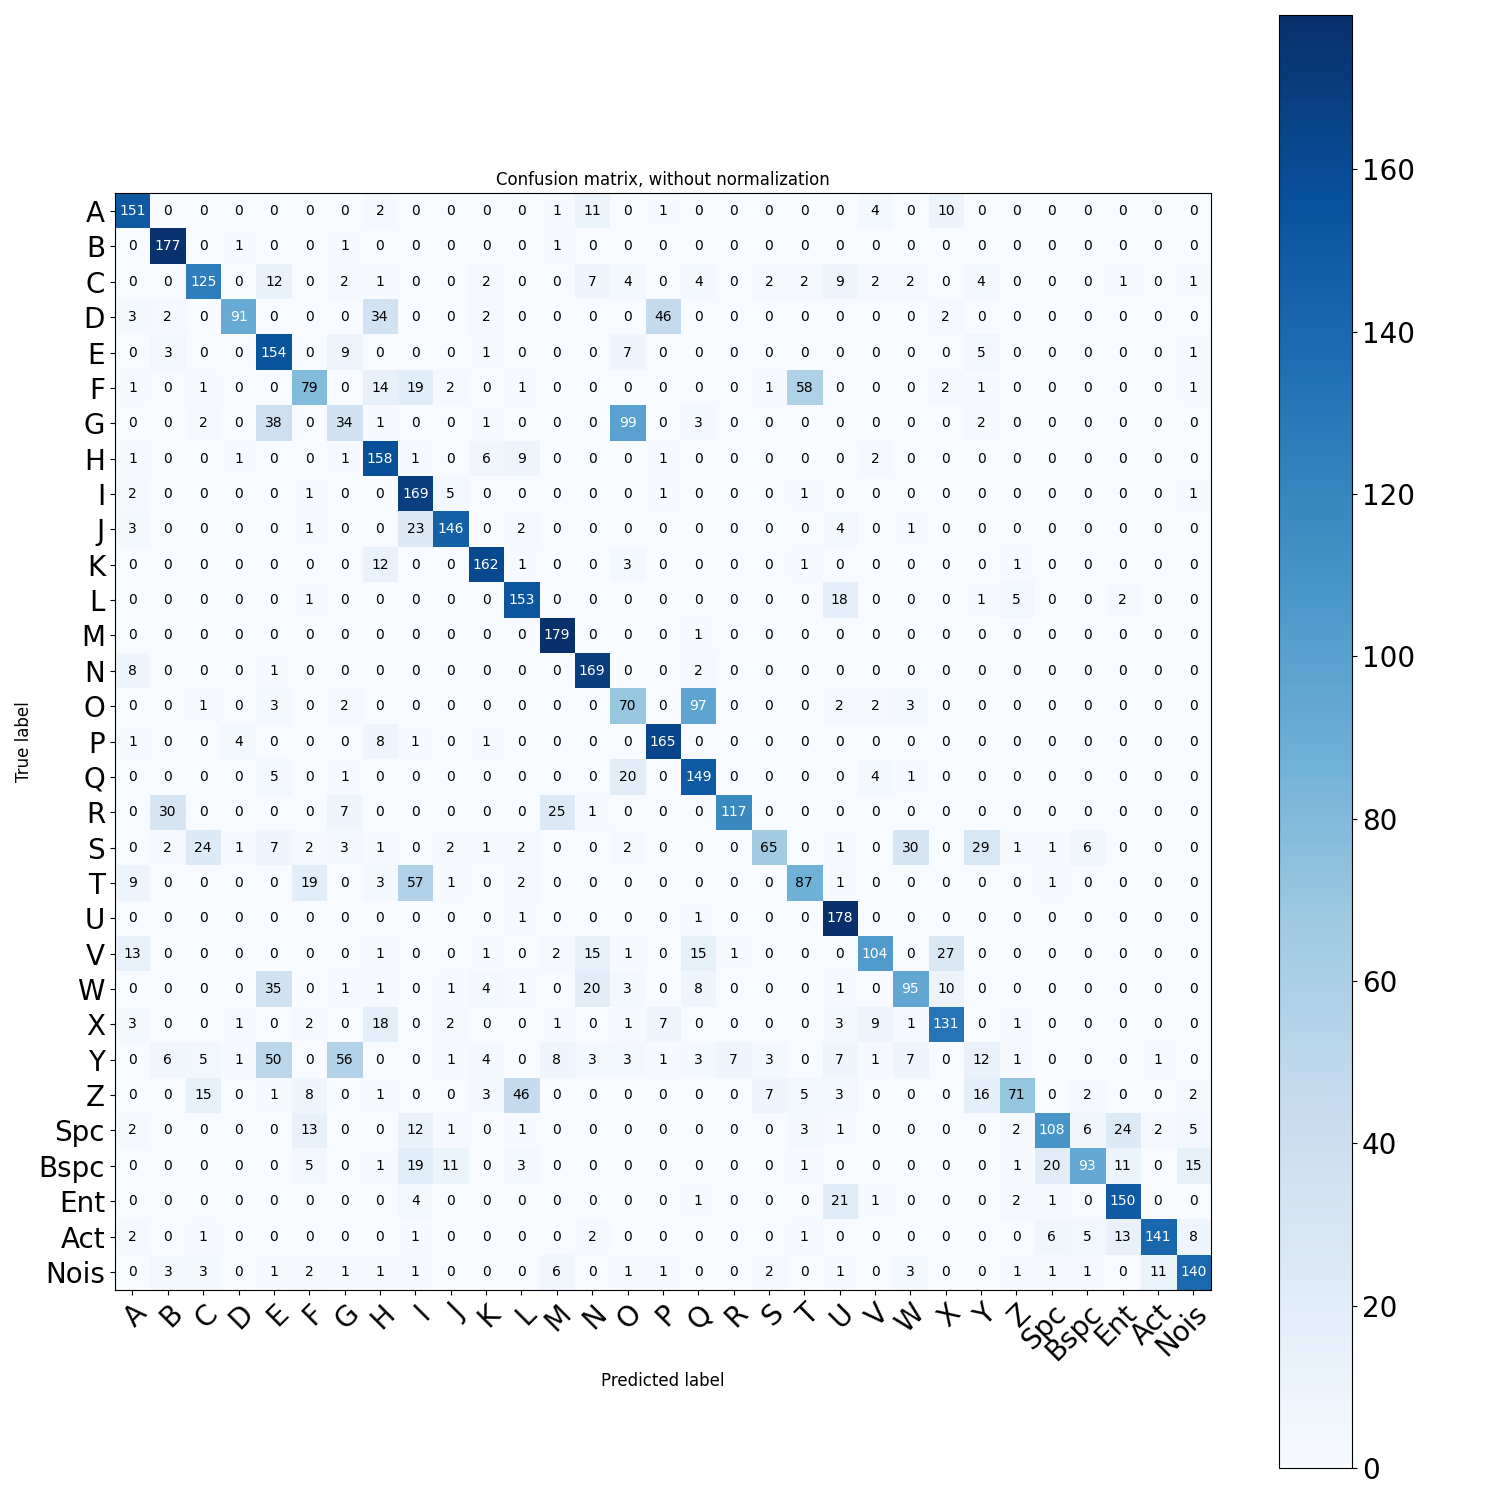 Confusion matrix, without normalization
A 151 0 0 0 0 0 0 2 0 0 0 0 1 11 0 1 0 0 0 0 0 4 0 10 0 0 0 0 0 0 0
B 0 177 0 1 0 0 1 0 0 0 0 0 1 0 0 0 0 0 0 0 0 0 0 0 0 0 0 0 0 0 0
C 0 0 125 0 12 0 2 1 0 0 2 0 0 7 4 0 4 0 2 2 9 2 2 0 4 0 0 0 1 0 1
D 3 2 0 91 0 0 0 34 0 0 2 0 0 0 0 46 0 0 0 0 0 0 0 2 0 0 0 0 0 0 0
E 0 3 0 0 154 0 9 0 0 0 1 0 0 0 7 0 0 0 0 0 0 0 0 0 5 0 0 0 0 0 1
F 1 0 1 0 0 79 0 14 19 2 0 1 0 0 0 0 0 0 1 58 0 0 0 2 1 0 0 0 0 0 1
G 0 0 2 0 38 0 34 1 0 0 1 0 0 0 99 0 3 0 0 0 0 0 0 0 2 0 0 0 0 0 0
H 1 0 0 1 0 0 1 158 1 0 6 9 0 0 0 1 0 0 0 0 0 2 0 0 0 0 0 0 0 0 0
I 2 0 0 0 0 1 0 0 169 5 0 0 0 0 0 1 0 0 0 1 0 0 0 0 0 0 0 0 0 0 1
J 3 0 0 0 0 1 0 0 23 146 0 2 0 0 0 0 0 0 0 0 4 0 1 0 0 0 0 0 0 0 0
K 0 0 0 0 0 0 0 12 0 0 162 1 0 0 3 0 0 0 0 1 0 0 0 0 0 1 0 0 0 0 0
L 0 0 0 0 0 1 0 0 0 0 0 153 0 0 0 0 0 0 0 0 18 0 0 0 1 5 0 0 2 0 0
M 0 0 0 0 0 0 0 0 0 0 0 0 179 0 0 0 1 0 0 0 0 0 0 0 0 0 0 0 0 0 0
N 8 0 0 0 1 0 0 0 0 0 0 0 0 169 0 0 2 0 0 0 0 0 0 0 0 0 0 0 0 0 0
O 0 0 1 0 3 0 2 0 0 0 0 0 0 0 70 0 97 0 0 0 2 2 3 0 0 0 0 0 0 0 0
P 1 0 0 4 0 0 0 8 1 0 1 0 0 0 0 165 0 0 0 0 0 0 0 0 0 0 0 0 0 0 0
Q 0 0 0 0 5 0 1 0 0 0 0 0 0 0 20 0 149 0 0 0 0 4 1 0 0 0 0 0 0 0 0
R 0 30 0 0 0 0 7 0 0 0 0 0 25 1 0 0 0 117 0 0 0 0 0 0 0 0 0 0 0 0 0
S 0 2 24 1 7 2 3 1 0 2 1 2 0 0 2 0 0 0 65 0 1 0 30 0 29 1 1 6 0 0 0
T 9 0 0 0 0 19 0 3 57 1 0 2 0 0 0 0 0 0 0 87 1 0 0 0 0 0 1 0 0 0 0
U 0 0 0 0 0 0 0 0 0 0 0 1 0 0 0 0 1 0 0 0 178 0 0 0 0 0 0 0 0 0 0
V 13 0 0 0 0 0 0 1 0 0 1 0 2 15 1 0 15 1 0 0 0 104 0 27 0 0 0 0 0 0 0
W 0 0 0 0 35 0 1 1 0 1 4 1 0 20 3 0 8 0 0 0 1 0 95 10 0 0 0 0 0 0 0
X 3 0 0 1 0 2 0 18 0 2 0 0 1 0 1 7 0 0 0 0 3 9 1 131 0 1 0 0 0 0 0
Y 0 6 5 1 50 0 56 0 0 1 4 0 8 3 3 1 3 7 3 0 7 1 7 0 12 1 0 0 0 1 0
Z 0 0 15 0 1 8 0 1 0 0 3 46 0 0 0 0 0 0 7 5 3 0 0 0 16 71 0 2 0 0 2
Spc 2 0 0 0 0 13 0 0 12 1 0 1 0 0 0 0 0 0 0 3 1 0 0 0 0 2 108 6 24 2 5
Bspc 0 0 0 0 0 5 0 1 19 11 0 3 0 0 0 0 0 0 0 1 0 0 0 0 0 1 20 93 11 0 15
Ent 0 0 0 0 0 0 0 0 4 0 0 0 0 0 0 0 1 0 0 0 21 1 0 0 0 2 1 0 150 0 0
Act 2 0 1 0 0 0 0 0 1 0 0 0 0 2 0 0 0 0 0 1 0 0 0 0 0 0 6 5 13 141 8
Nois 0 3 3 0 1 2 1 1 1 0 0 0 6 0 1 1 0 0 2 0 1 0 3 0 0 1 1 1 0 11 140
A B C D E F G H I J K L M N O P Q R S T U V W X Y Z Spc Bspc Ent Act Nois
Predicted label
True label
160
140
120
100
80
60
40
20
0